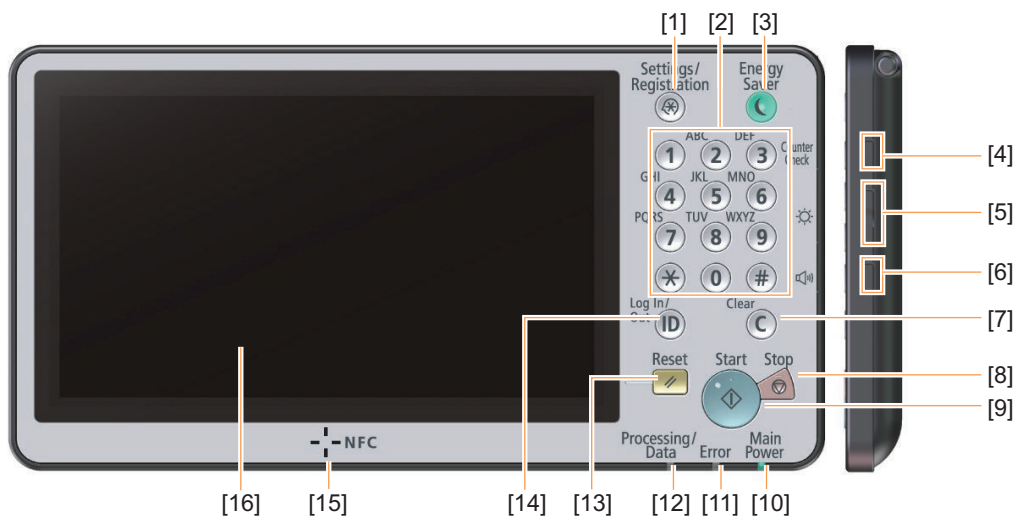 [1] [2] [3]
Settings/
Registration
Energy
Saver
ABC DEF
1 2 3
Counter
Check
[4]
GHI JKL MNO
4 5 6
[5]
PQRS TUV WXYZ
7 8 9
[6]
0 #
Log In/
Out
ID
Clear
C
[7]
Reset Start Stop
[8]
[9]
NFC
Processing/
Data
Error
Main
Power
[16] [15] [14] [13] [12] [11] [10]